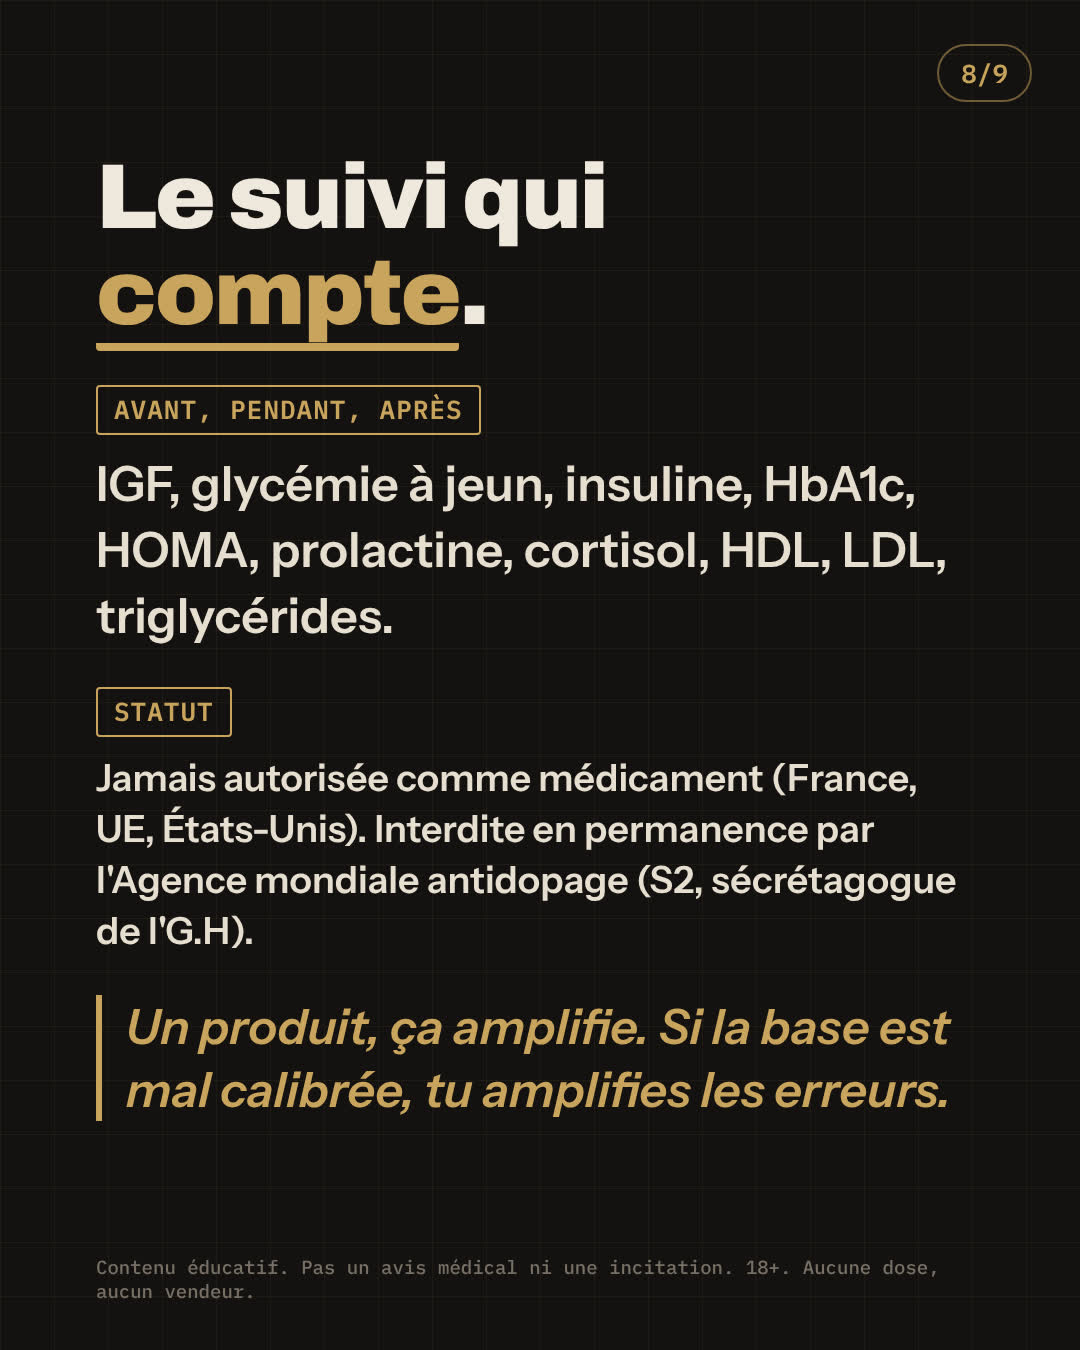 8/9
Le suivi qui
compte.
AVANT, PENDANT, APRÈS
IGF, glycémie à jeun, insuline, HbA1c,
HOMA, prolactine, cortisol, HDL, LDL,
triglycérides.
STATUT
Jamais autorisée comme médicament (France,
UE, États-Unis). Interdite en permanence par
l'Agence mondiale antidopage (S2, sécrétagogue
de l'G.H).
Un produit, ça amplifie. Si la base est
mal calibrée, tu amplifies les erreurs.
Contenu éducatif. Pas un avis médical ni une incitation. 18+. Aucune dose,
aucun vendeur.